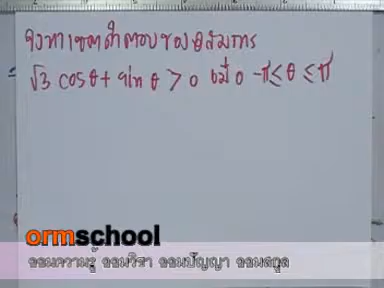 จงหาเซตคำตอบของอสมการ
√3 cosθ + sin θ > 0 เมื่อ -π ≤ θ ≤ π
ormschool
ออมความรู้ ออมวิชา ออมปัญญา ออมสกูล